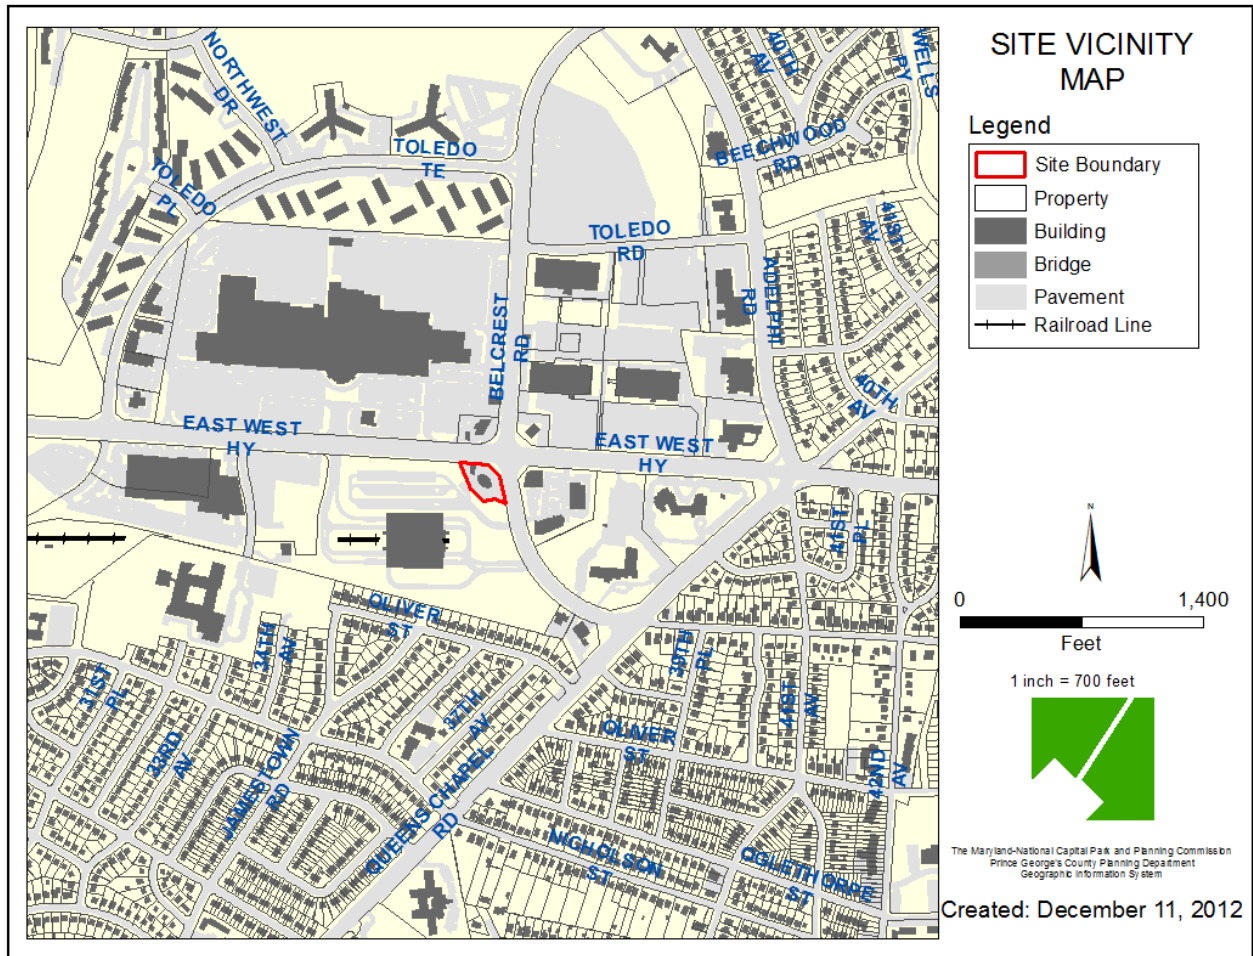 SITE VICINITY
MAP
Legend
Site Boundary
Property
Building
Bridge
Pavement
Railroad Line
N
0 1,400
Feet
1 inch = 700 feet
The Maryland-National Capital Park and Planning Commission
Prince George's County Planning Department
Geographic Information System
Created: December 11, 2012
NORTHWEST
DR
40TH
AV
WELLS
PY
BEECHWOOD
RD
TOLEDO
TE
TOLEDO
PL
41ST
AV
TOLEDO
RD
ADELPHI
RD
BELCREST
RD
40TH
AV
EAST WEST
HY
EAST WEST
HY
41ST
PL
OLIVER
ST
34TH
AV
39TH
PL
31ST
PL
37TH
AV
41ST
AV
33RD
AV
JAMESTOWN
RD
OLIVER
ST
42ND
AV
QUEENS CHAPEL
RD
NICHOLSON
ST
OGLETHORPE
ST